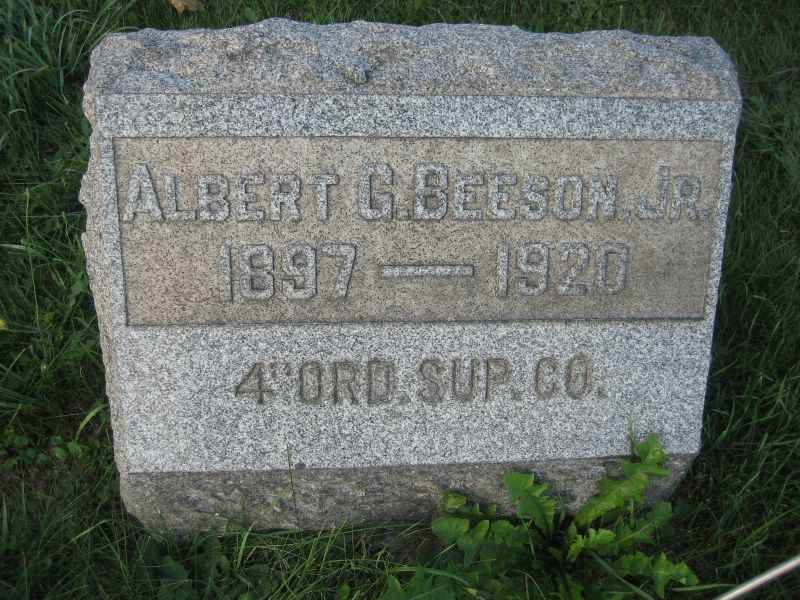 ALBERT G. BEESON. JR.
1897 — 1920
4TH ORD. SUP. CO.